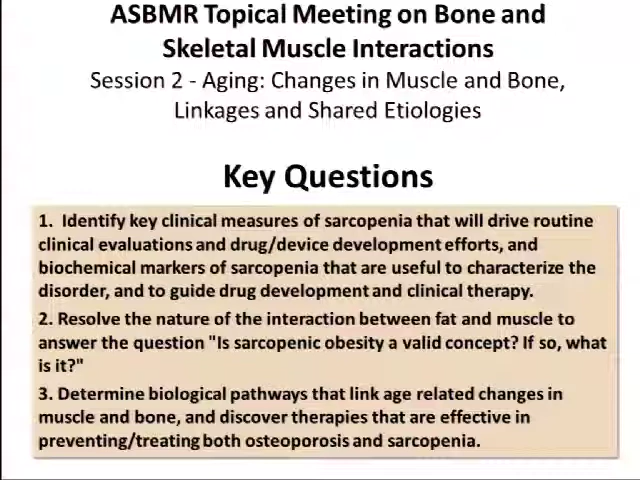 ASBMR Topical Meeting on Bone and
Skeletal Muscle Interactions
Session 2 - Aging: Changes in Muscle and Bone,
Linkages and Shared Etiologies
Key Questions
1. Identify key clinical measures of sarcopenia that will drive routine
clinical evaluations and drug/device development efforts, and
biochemical markers of sarcopenia that are useful to characterize the
disorder, and to guide drug development and clinical therapy.
2. Resolve the nature of the interaction between fat and muscle to
answer the question "Is sarcopenic obesity a valid concept? If so, what
is it?"
3. Determine biological pathways that link age related changes in
muscle and bone, and discover therapies that are effective in
preventing/treating both osteoporosis and sarcopenia.